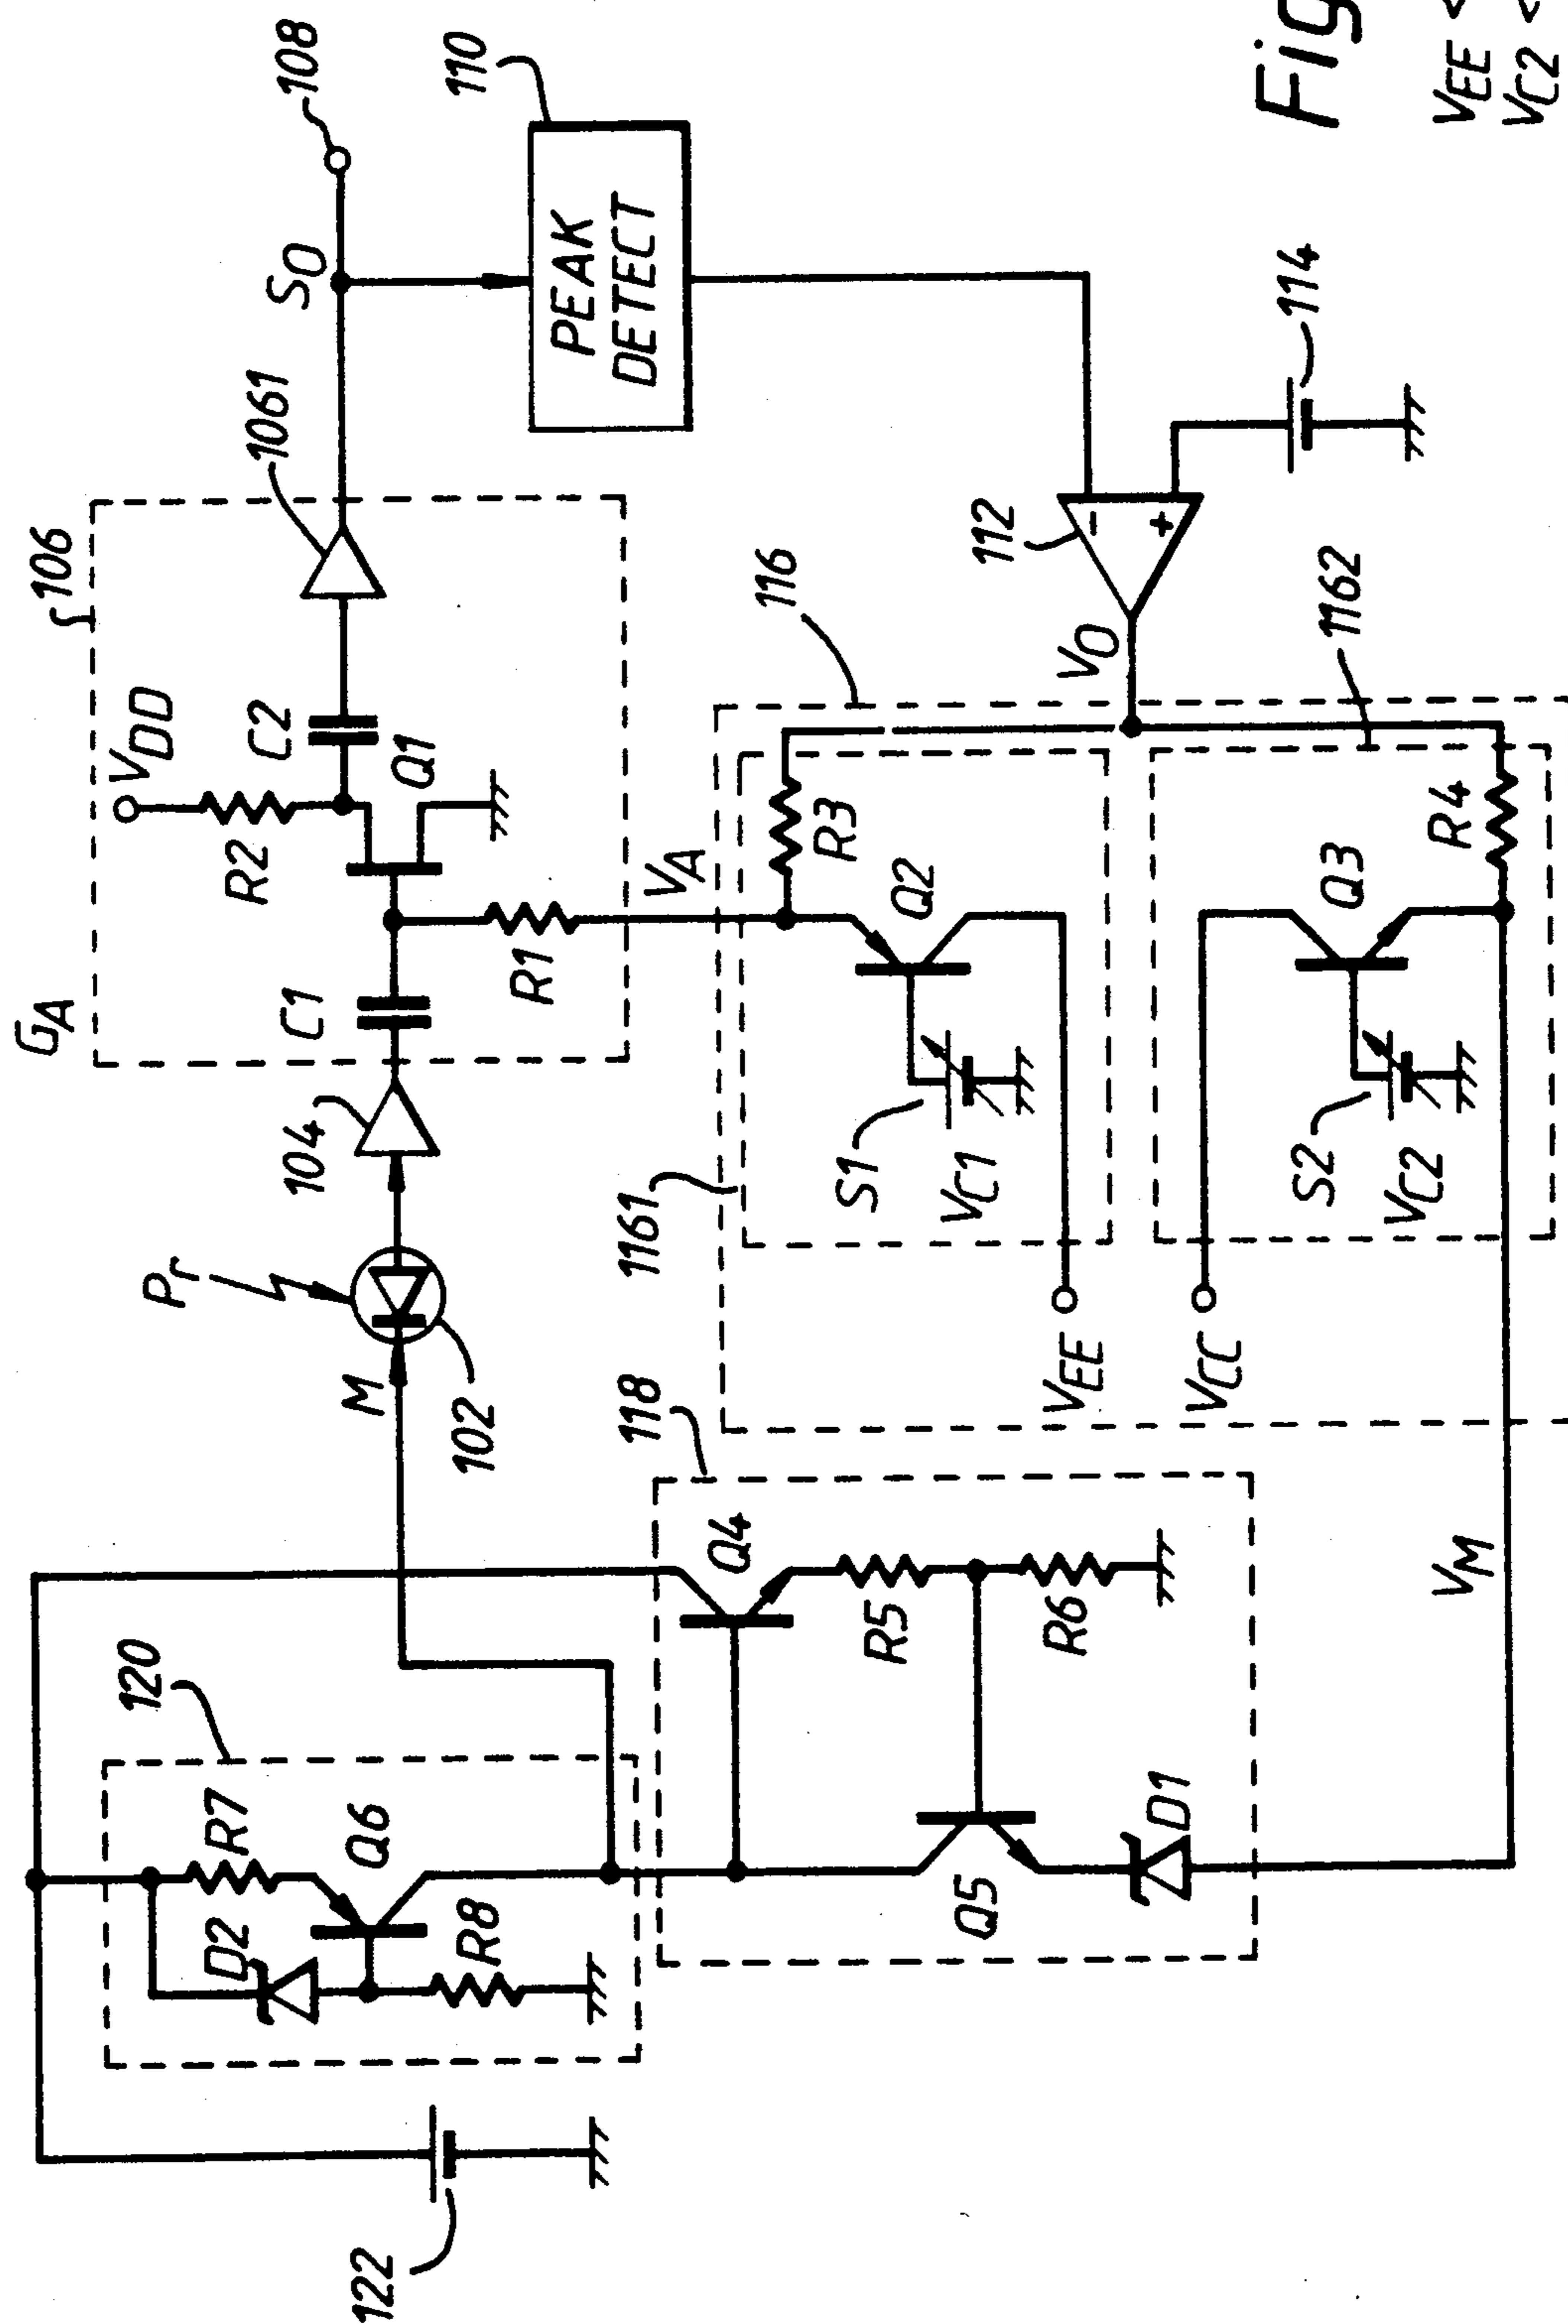 122
120
D2
R7
Q6
R8
118
Q4
R5
R6
Q5
D1
VM
M
Pr
102
104
GA
106
C1
R1
R2
VDD
C2
Q1
1061
SO
108
110
PEAK
DETECT
VA
116
1161
S1
VC1
Q2
R3
VEE
VCC
1162
S2
VC2
Q3
R4
VO
112
-
+
114
Fig
VEE <
VC2 <